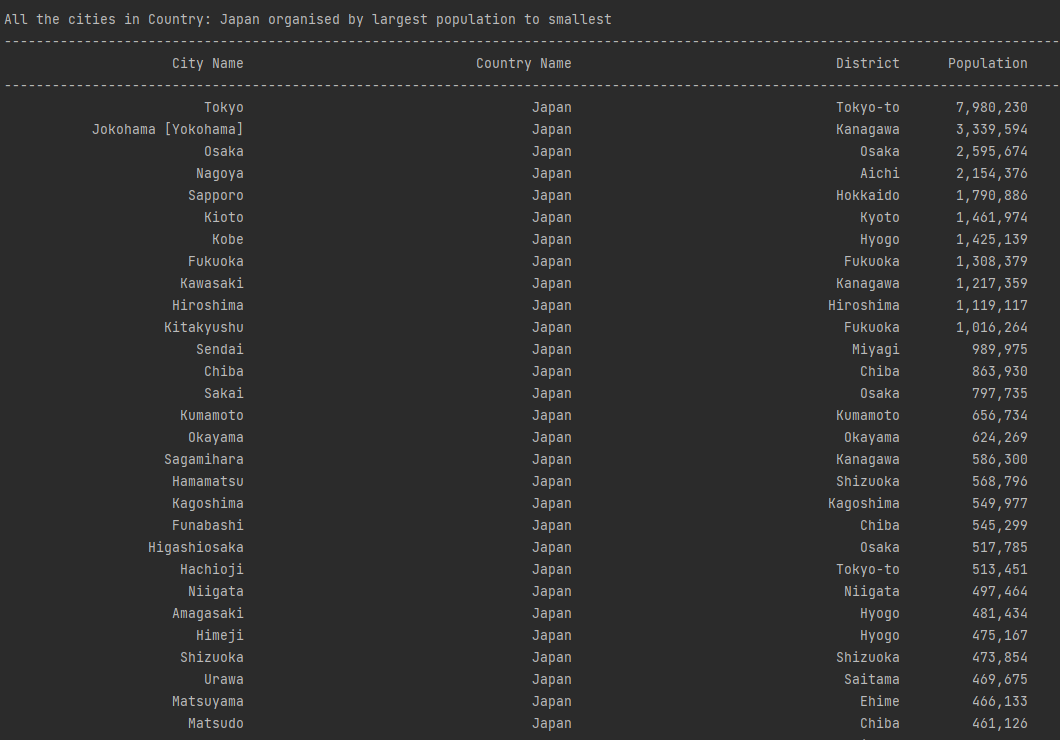 All the cities in Country: Japan organised by largest population to smallest
City Name Country Name District Population
Tokyo Japan Tokyo-to 7,980,230
Jokohama [Yokohama] Japan Kanagawa 3,339,594
Osaka Japan Osaka 2,595,674
Nagoya Japan Aichi 2,154,376
Sapporo Japan Hokkaido 1,790,886
Kioto Japan Kyoto 1,461,974
Kobe Japan Hyogo 1,425,139
Fukuoka Japan Fukuoka 1,308,379
Kawasaki Japan Kanagawa 1,217,359
Hiroshima Japan Hiroshima 1,119,117
Kitakyushu Japan Fukuoka 1,016,264
Sendai Japan Miyagi 989,975
Chiba Japan Chiba 863,930
Sakai Japan Osaka 797,735
Kumamoto Japan Kumamoto 656,734
Okayama Japan Okayama 624,269
Sagamihara Japan Kanagawa 586,300
Hamamatsu Japan Shizuoka 568,796
Kagoshima Japan Kagoshima 549,977
Funabashi Japan Chiba 545,299
Higashiosaka Japan Osaka 517,785
Hachioji Japan Tokyo-to 513,451
Niigata Japan Niigata 497,464
Amagasaki Japan Hyogo 481,434
Himeji Japan Hyogo 475,167
Shizuoka Japan Shizuoka 473,854
Urawa Japan Saitama 469,675
Matsuyama Japan Ehime 466,133
Matsudo Japan Chiba 461,126